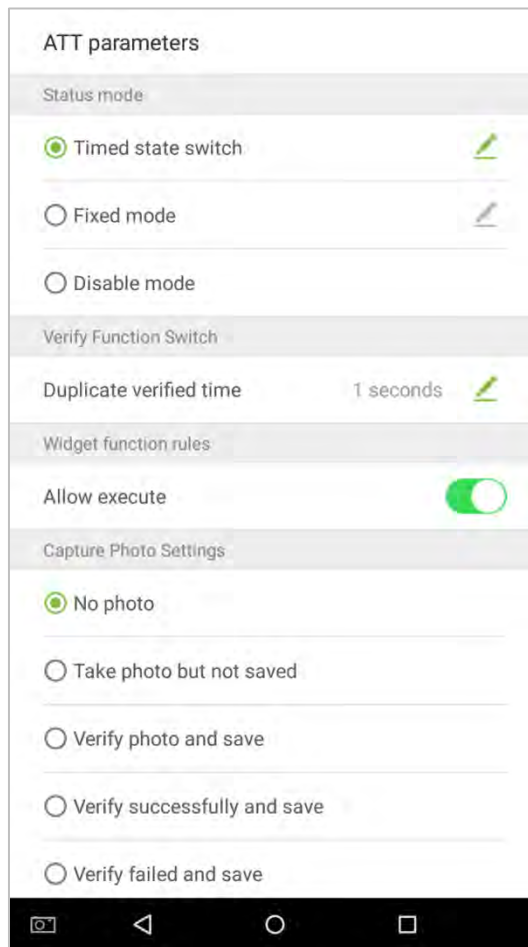 ATT parameters
Status mode
Timed state switch
Fixed mode
Disable mode
Verify Function Switch
Duplicate verified time 1 seconds
Widget function rules
Allow execute
Capture Photo Settings
No photo
Take photo but not saved
Verify photo and save
Verify successfully and save
Verify failed and save